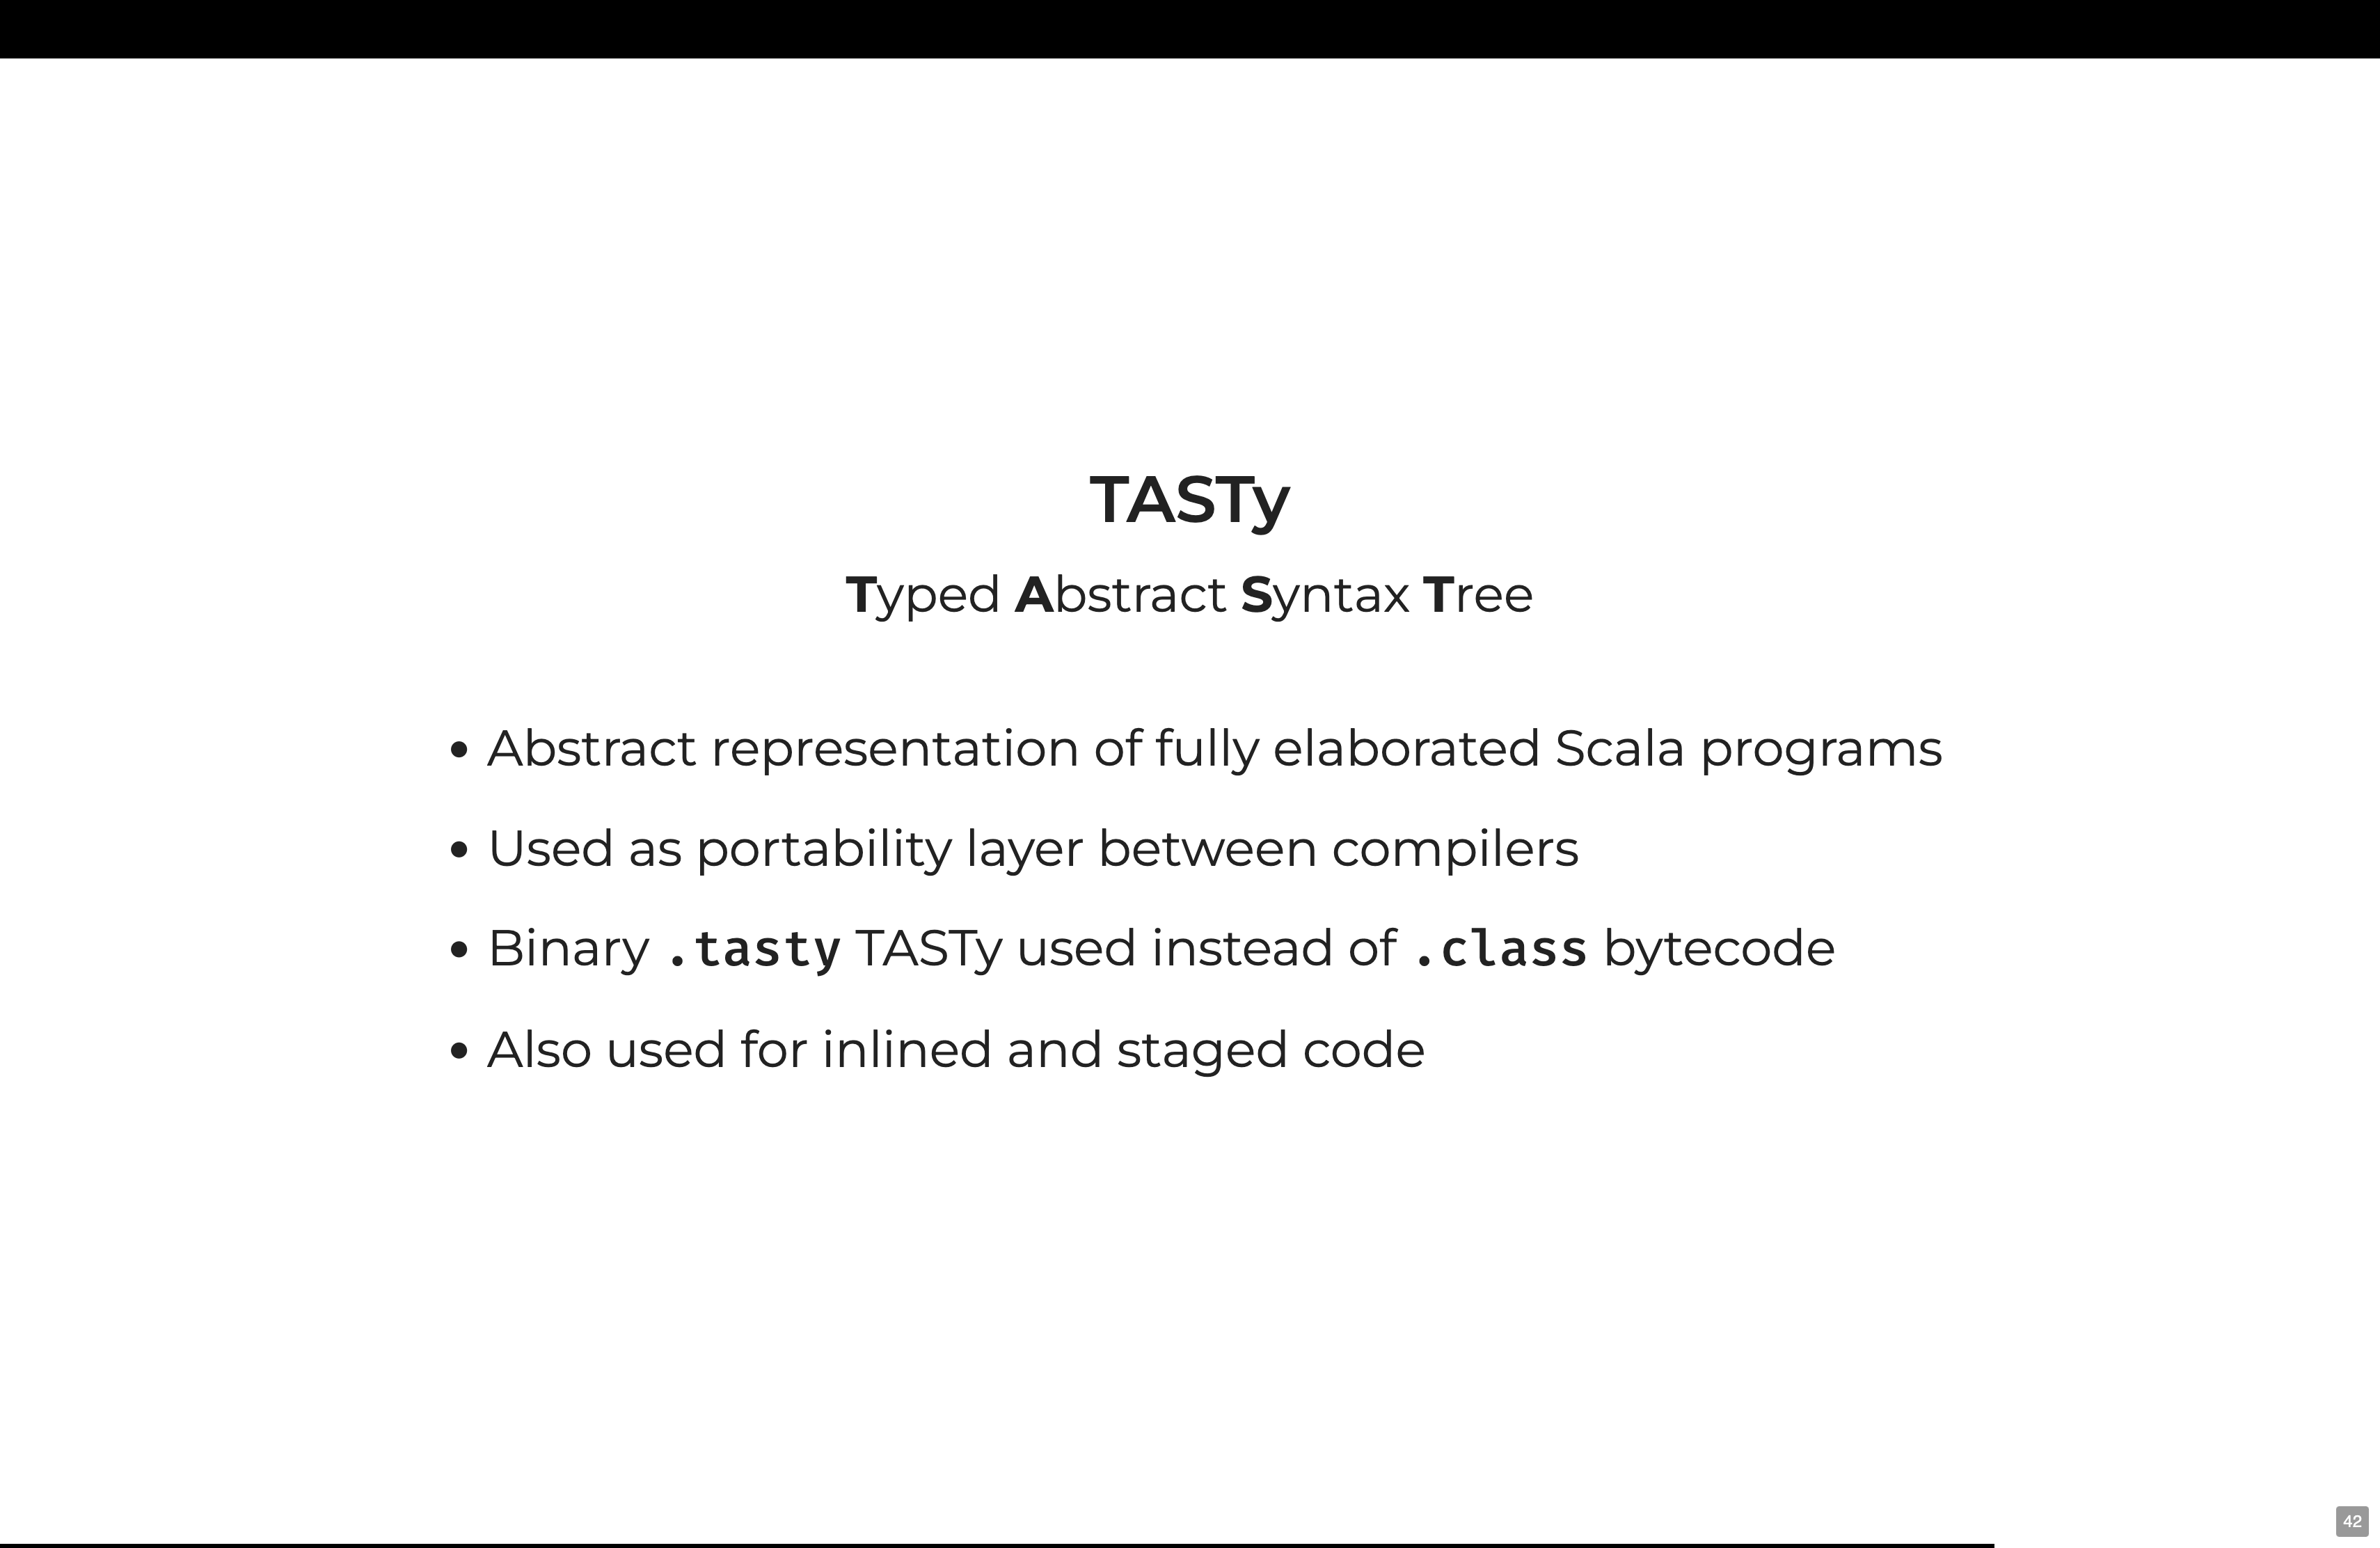 TASTy
Typed Abstract Syntax Tree
• Abstract representation of fully elaborated Scala programs
• Used as portability layer between compilers
• Binary .tasty TASTy used instead of .class bytecode
• Also used for inlined and staged code
42